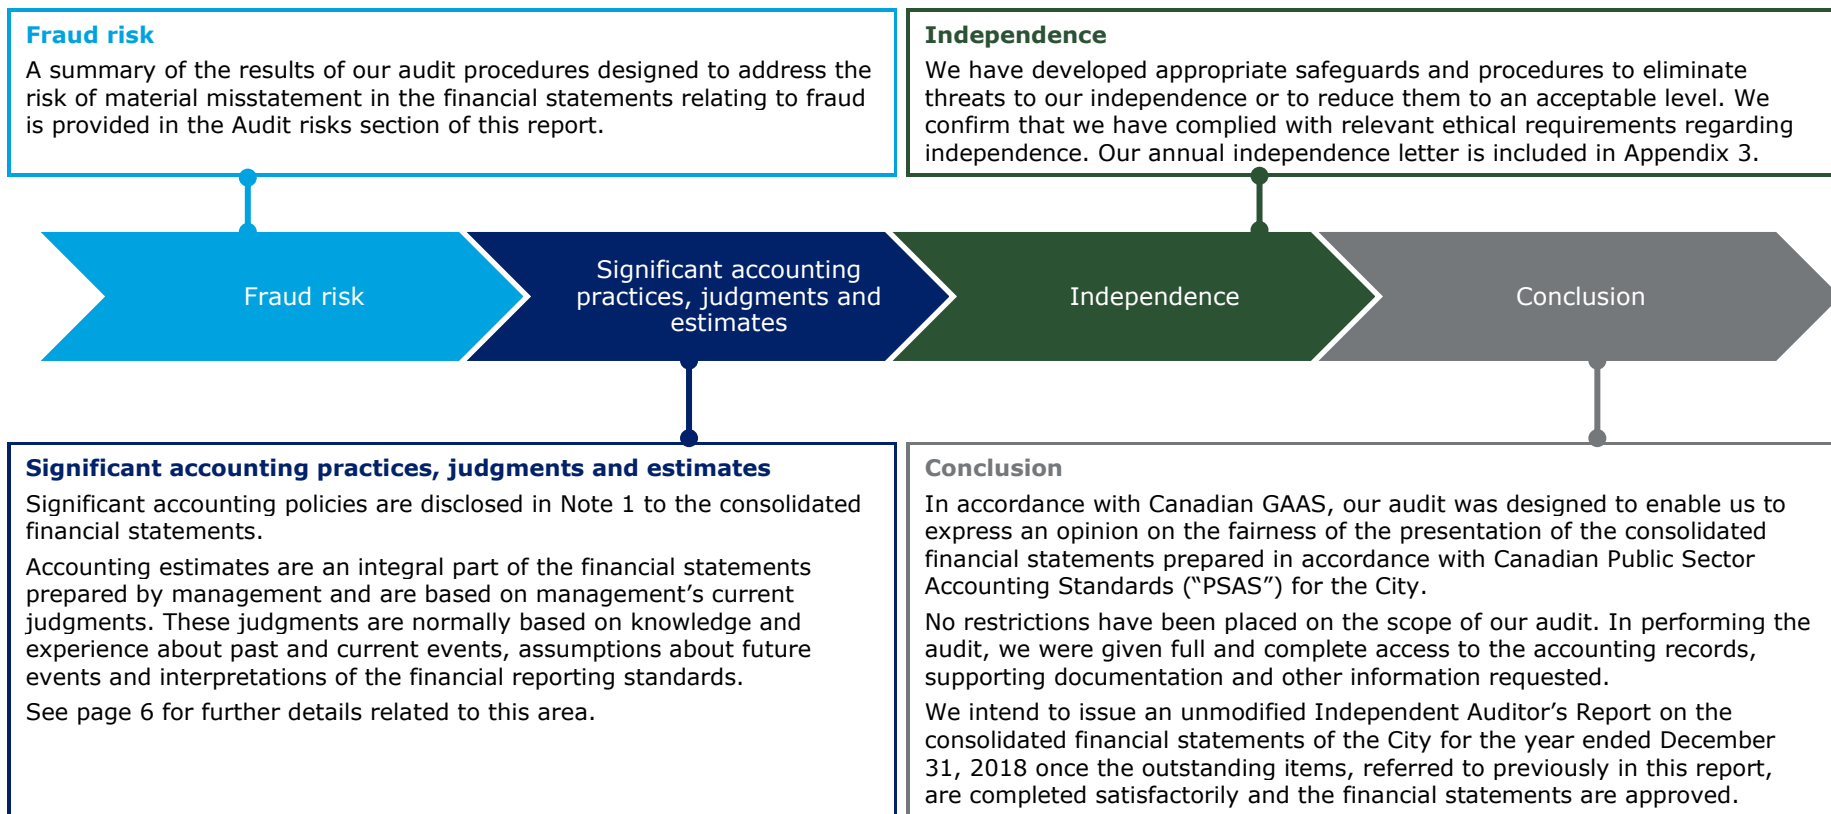 Fraud risk
A summary of the results of our audit procedures designed to address the
risk of material misstatement in the financial statements relating to fraud
is provided in the Audit risks section of this report.
Independence
We have developed appropriate safeguards and procedures to eliminate
threats to our independence or to reduce them to an acceptable level. We
confirm that we have complied with relevant ethical requirements regarding
independence. Our annual independence letter is included in Appendix 3.
Fraud risk
Significant accounting
practices, judgments and
estimates
Independence
Conclusion
Significant accounting practices, judgments and estimates
Significant accounting policies are disclosed in Note 1 to the consolidated
financial statements.
Accounting estimates are an integral part of the financial statements
prepared by management and are based on management’s current
judgments. These judgments are normally based on knowledge and
experience about past and current events, assumptions about future
events and interpretations of the financial reporting standards.
See page 6 for further details related to this area.
Conclusion
In accordance with Canadian GAAS, our audit was designed to enable us to
express an opinion on the fairness of the presentation of the consolidated
financial statements prepared in accordance with Canadian Public Sector
Accounting Standards (“PSAS”) for the City.
No restrictions have been placed on the scope of our audit. In performing the
audit, we were given full and complete access to the accounting records,
supporting documentation and other information requested.
We intend to issue an unmodified Independent Auditor’s Report on the
consolidated financial statements of the City for the year ended December
31, 2018 once the outstanding items, referred to previously in this report,
are completed satisfactorily and the financial statements are approved.